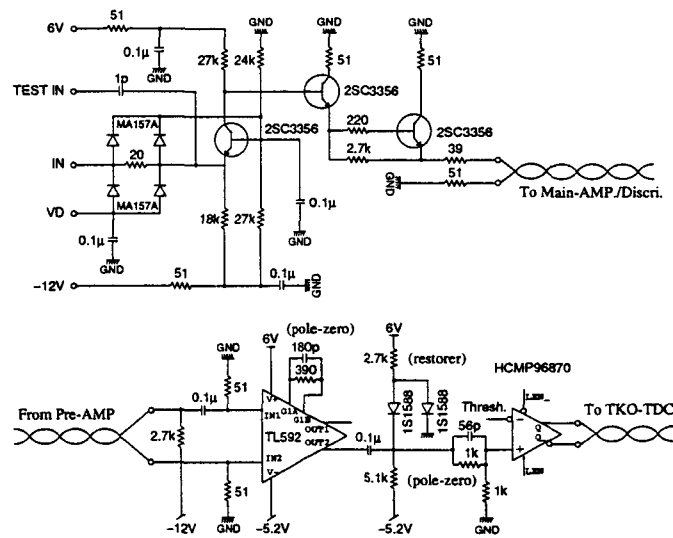 GND
GND
GND
51
6V
0.1µ
GND
27k
24k
51
51
TEST IN
1p
2SC3356
MA157A
2SC3356
220
2SC3356
IN
20
2.7k
39
51
GND
To Main-AMP./Discri.
MA157A
VD
18k
27k
0.1µ
GND
0.1µ
GND
-12V
51
0.1µ
GND
(pole-zero)
6V
180p
390
6V
2.7k
(restorer)
HCMP96870
GND
51
V+
G1A
G1B
1S1588
1S1588
GND
LEN
Thresh.
To TKO-TDC
From Pre-AMP
0.1µ
IN1
TL592
OUT1
OUT2
0.1µ
56p
-
+
Q
Q
2.7k
IN2
V-
1k
5.1k
(pole-zero)
1k
LEN
51
-12V
GND
-5.2V
-5.2V
GND